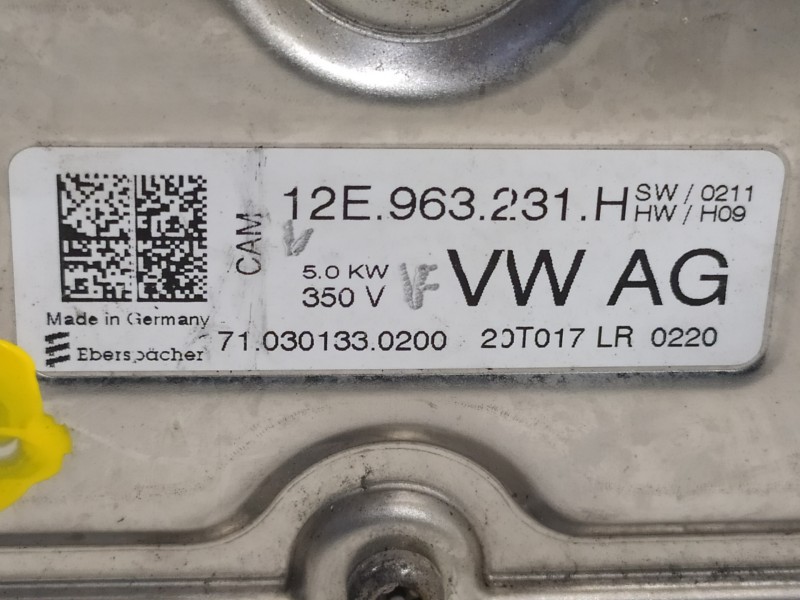 12E.963.231.H SW/0211
HW/H09
CAM
5.0 KW
350 V
VW AG
Made in Germany
Eberspächer
71.030133.0200 20T017 LR 0220